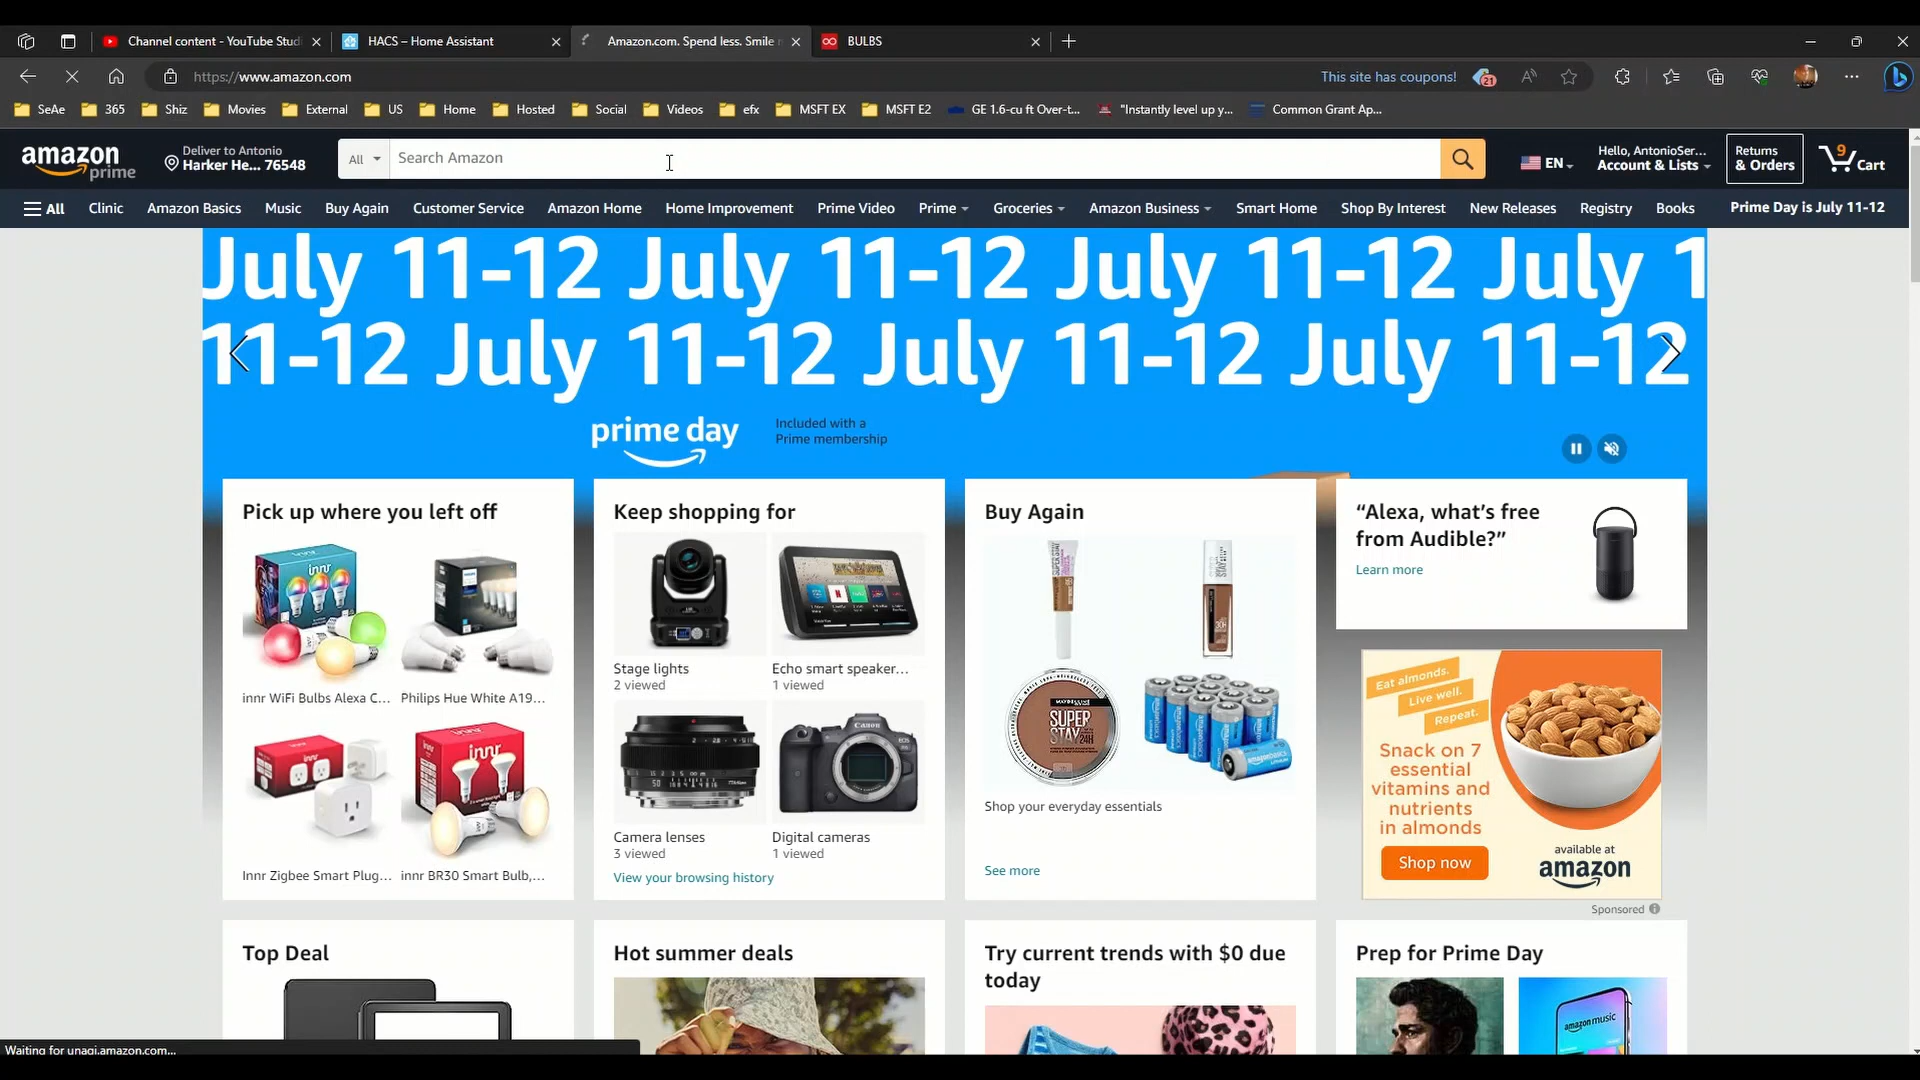 Channel content - YouTube Studi
HACS – Home Assistant
Amazon.com. Spend less. Smile
BULBS
https://www.amazon.com
This site has coupons!
21
SeAe
365
Shiz
Movies
External
US
Home
Hosted
Social
Videos
efx
MSFT EX
MSFT E2
GE 1.6-cu ft Over-t...
"Instantly level up y...
Common Grant Ap...
amazon
prime
Deliver to Antonio
Harker He... 76548
All
Search Amazon
EN
Hello, AntonioSer...
Account & Lists
Returns
& Orders
9
Cart
All
Clinic
Amazon Basics
Music
Buy Again
Customer Service
Amazon Home
Home Improvement
Prime Video
Prime
Groceries
Amazon Business
Smart Home
Shop By Interest
New Releases
Registry
Books
Prime Day is July 11-12
July 11-12 July 11-12 July 11-12 July 1
11-12 July 11-12 July 11-12 July 11-12
prime day
Included with a
Prime membership
Pick up where you left off
innr
innr WiFi Bulbs Alexa C...
Philips Hue White A19...
innr
Innr Zigbee Smart Plug...
innr BR30 Smart Bulb,...
Keep shopping for
Stage lights
2 viewed
Echo smart speaker...
1 viewed
Canon
Camera lenses
3 viewed
Digital cameras
1 viewed
View your browsing history
Buy Again
SUPER
STAY
24H
Shop your everyday essentials
See more
“Alexa, what’s free
from Audible?”
Learn more
Eat almonds.
Live well.
Repeat.
Snack on 7
essential
vitamins and
nutrients
in almonds
Shop now
available at
amazon
Sponsored
Top Deal
Hot summer deals
Try current trends with $0 due
today
Prep for Prime Day
amazon music
Waiting for unagi.amazon.com...